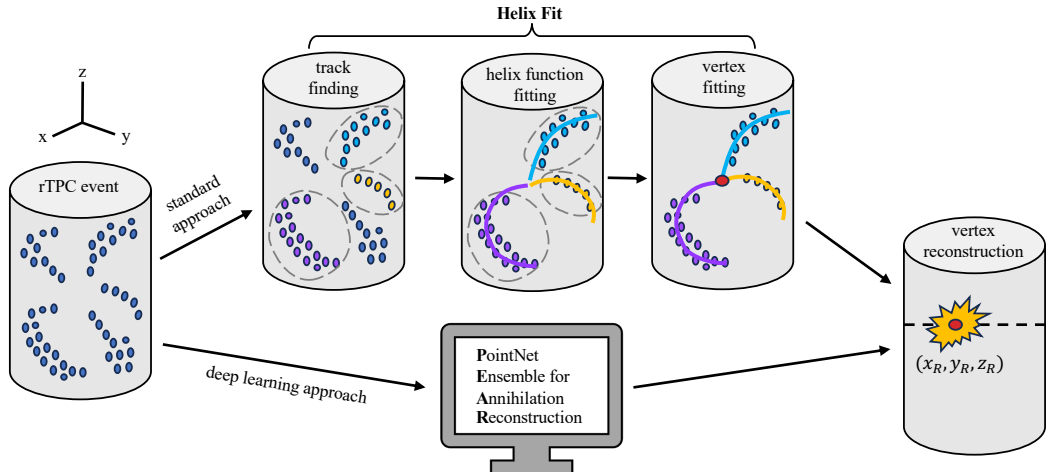 Helix Fit
z
x
y
rTPC event
standard
approach
track
finding
helix function
fitting
vertex
fitting
deep learning approach
PointNet
Ensemble for
Annihilation
Reconstruction
vertex
reconstruction
(x_R, y_R, z_R)